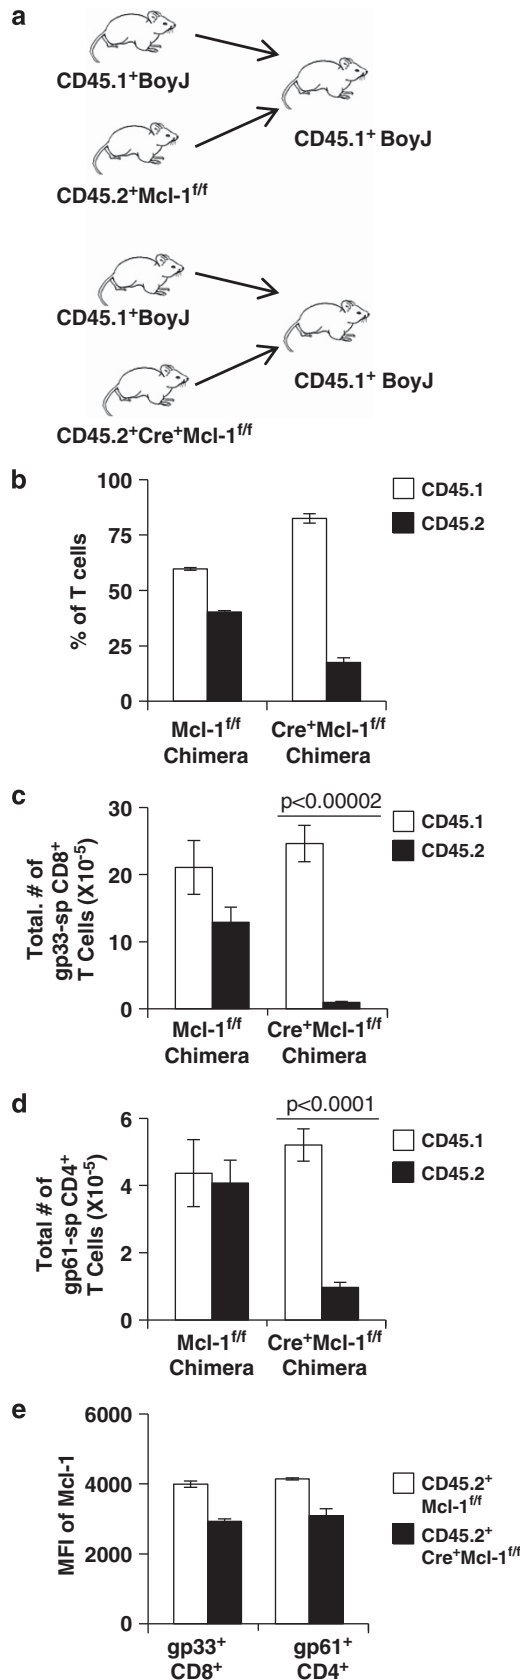 a
CD45.1⁺BoyJ
CD45.1⁺ BoyJ
CD45.2⁺Mcl-1ᶠ/ᶠ
CD45.1⁺BoyJ
CD45.1⁺ BoyJ
CD45.2⁺Cre⁺Mcl-1ᶠ/ᶠ
b
100
75
50
25
0
% of T cells
CD45.1
CD45.2
Mcl-1ᶠ/ᶠ
Chimera
Cre⁺Mcl-1ᶠ/ᶠ
Chimera
c
30
20
10
0
Total. # of
gp33-sp CD8⁺
T Cells (X10⁻⁵)
p<0.00002
CD45.1
CD45.2
Mcl-1ᶠ/ᶠ
Chimera
Cre⁺Mcl-1ᶠ/ᶠ
Chimera
d
6
4
2
0
Total # of
gp61-sp CD4⁺
T Cells (X10⁻⁵)
p<0.0001
CD45.1
CD45.2
Mcl-1ᶠ/ᶠ
Chimera
Cre⁺Mcl-1ᶠ/ᶠ
Chimera
e
6000
4000
2000
0
MFI of Mcl-1
CD45.2⁺
Mcl-1ᶠ/ᶠ
CD45.2⁺
Cre⁺Mcl-1ᶠ/ᶠ
gp33⁺
CD8⁺
gp61⁺
CD4⁺